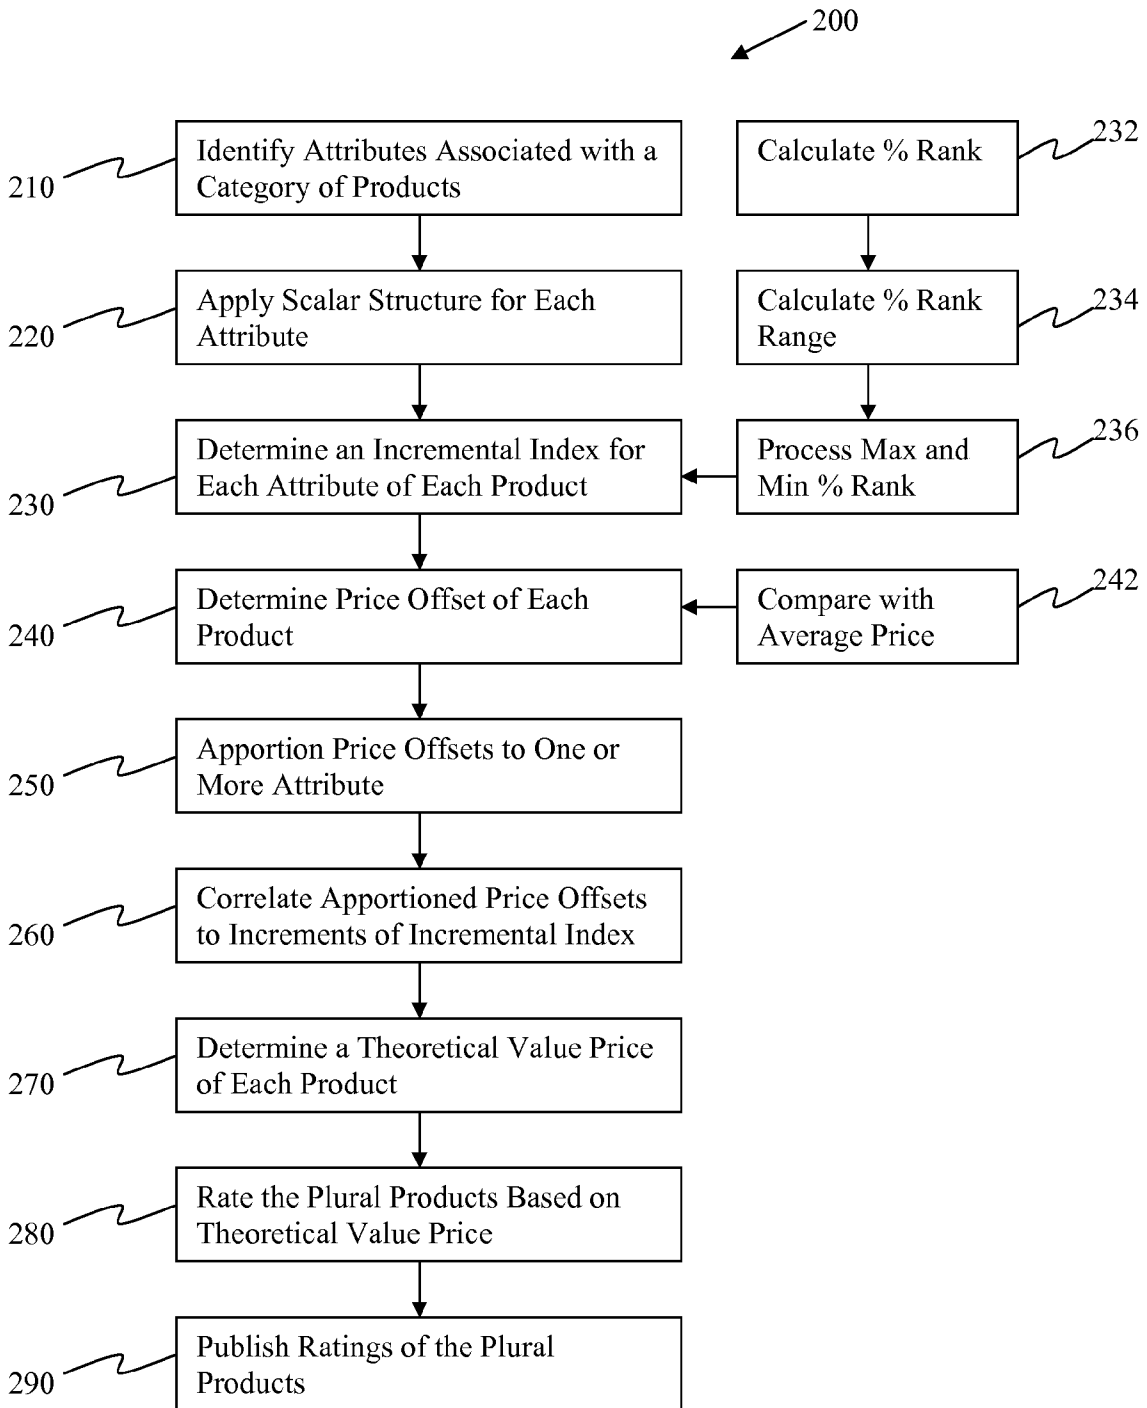 200
210
Identify Attributes Associated with a
Category of Products
232
Calculate % Rank
220
Apply Scalar Structure for Each
Attribute
234
Calculate % Rank
Range
230
Determine an Incremental Index for
Each Attribute of Each Product
236
Process Max and
Min % Rank
240
Determine Price Offset of Each
Product
242
Compare with
Average Price
250
Apportion Price Offsets to One or
More Attribute
260
Correlate Apportioned Price Offsets
to Increments of Incremental Index
270
Determine a Theoretical Value Price
of Each Product
280
Rate the Plural Products Based on
Theoretical Value Price
290
Publish Ratings of the Plural
Products